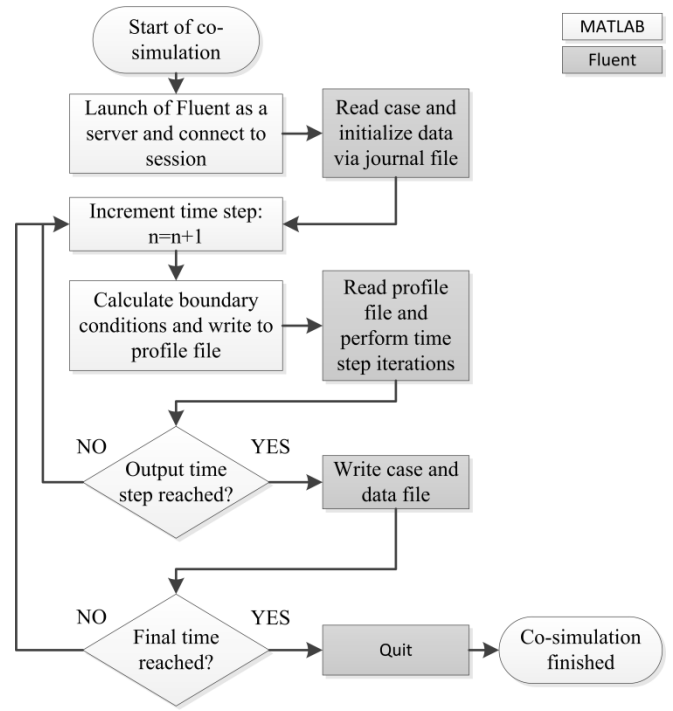 Start of co-
simulation
MATLAB
Fluent
Launch of Fluent as a
server and connect to
session
Read case and
initialize data
via journal file
Increment time step:
n=n+1
Calculate boundary
conditions and write to
profile file
Read profile
file and
perform time
step iterations
NO
YES
Output time
step reached?
Write case and
data file
NO
YES
Final time
reached?
Quit
Co-simulation
finished